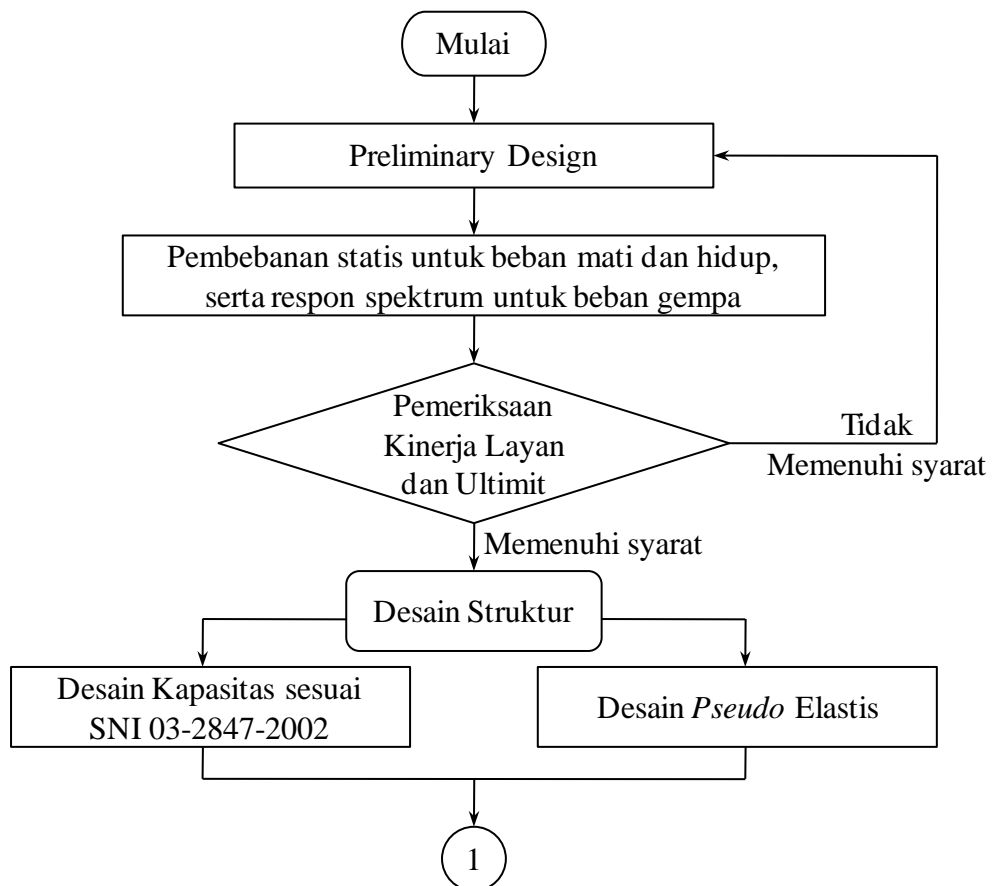 Mulai
Preliminary Design
Pembebanan statis untuk beban mati dan hidup,
serta respon spektrum untuk beban gempa
Pemeriksaan
Kinerja Layan
dan Ultimit
Tidak
Memenuhi syarat
Memenuhi syarat
Desain Struktur
Desain Kapasitas sesuai
SNI 03-2847-2002
Desain Pseudo Elastis
1